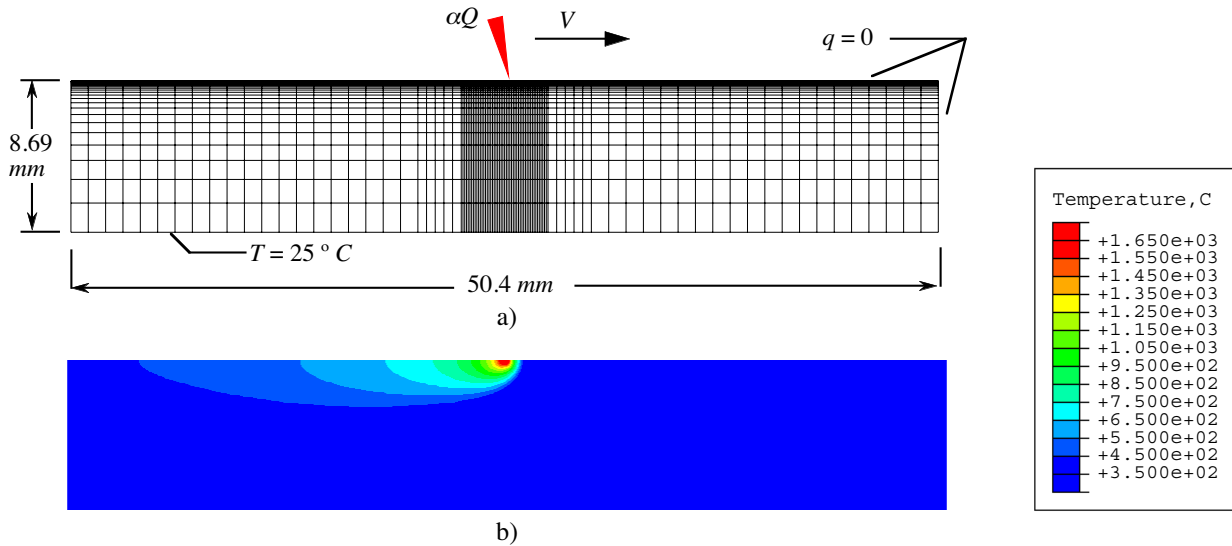 αQ
V
q = 0
8.69
mm
T = 25 º C
50.4 mm
a)
Temperature,C
+1.650e+03
+1.550e+03
+1.450e+03
+1.350e+03
+1.250e+03
+1.150e+03
+1.050e+03
+9.500e+02
+8.500e+02
+7.500e+02
+6.500e+02
+5.500e+02
+4.500e+02
+3.500e+02
b)